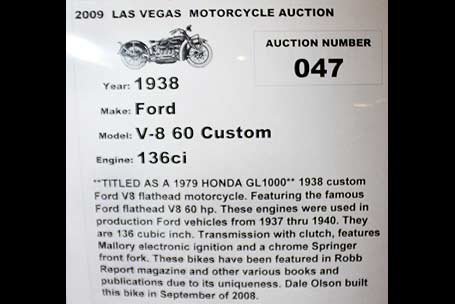 2009 LAS VEGAS MOTORCYCLE AUCTION
AUCTION NUMBER
047
Year: 1938
Make: Ford
Model: V-8 60 Custom
Engine: 136ci
**TITLED AS A 1979 HONDA GL1000** 1938 custom
Ford V8 flathead motorcycle. Featuring the famous
Ford flathead V8 60 hp. These engines were used in
production Ford vehicles from 1937 thru 1940. They
are 136 cubic inch. Transmission with clutch, features
Mallory electronic ignition and a chrome Springer
front fork. These bikes have been featured in Robb
Report magazine and other various books and
publications due to its uniqueness. Dale Olson built
this bike in September of 2008.